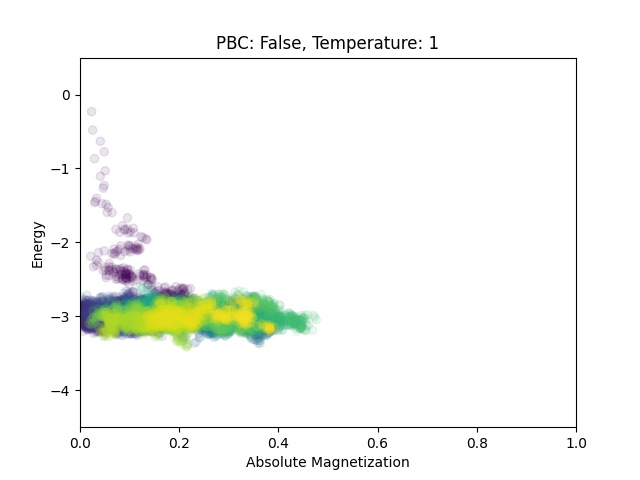 PBC: False, Temperature: 1
0
−1
−2
−3
−4
Energy
0.0 0.2 0.4 0.6 0.8 1.0
Absolute Magnetization